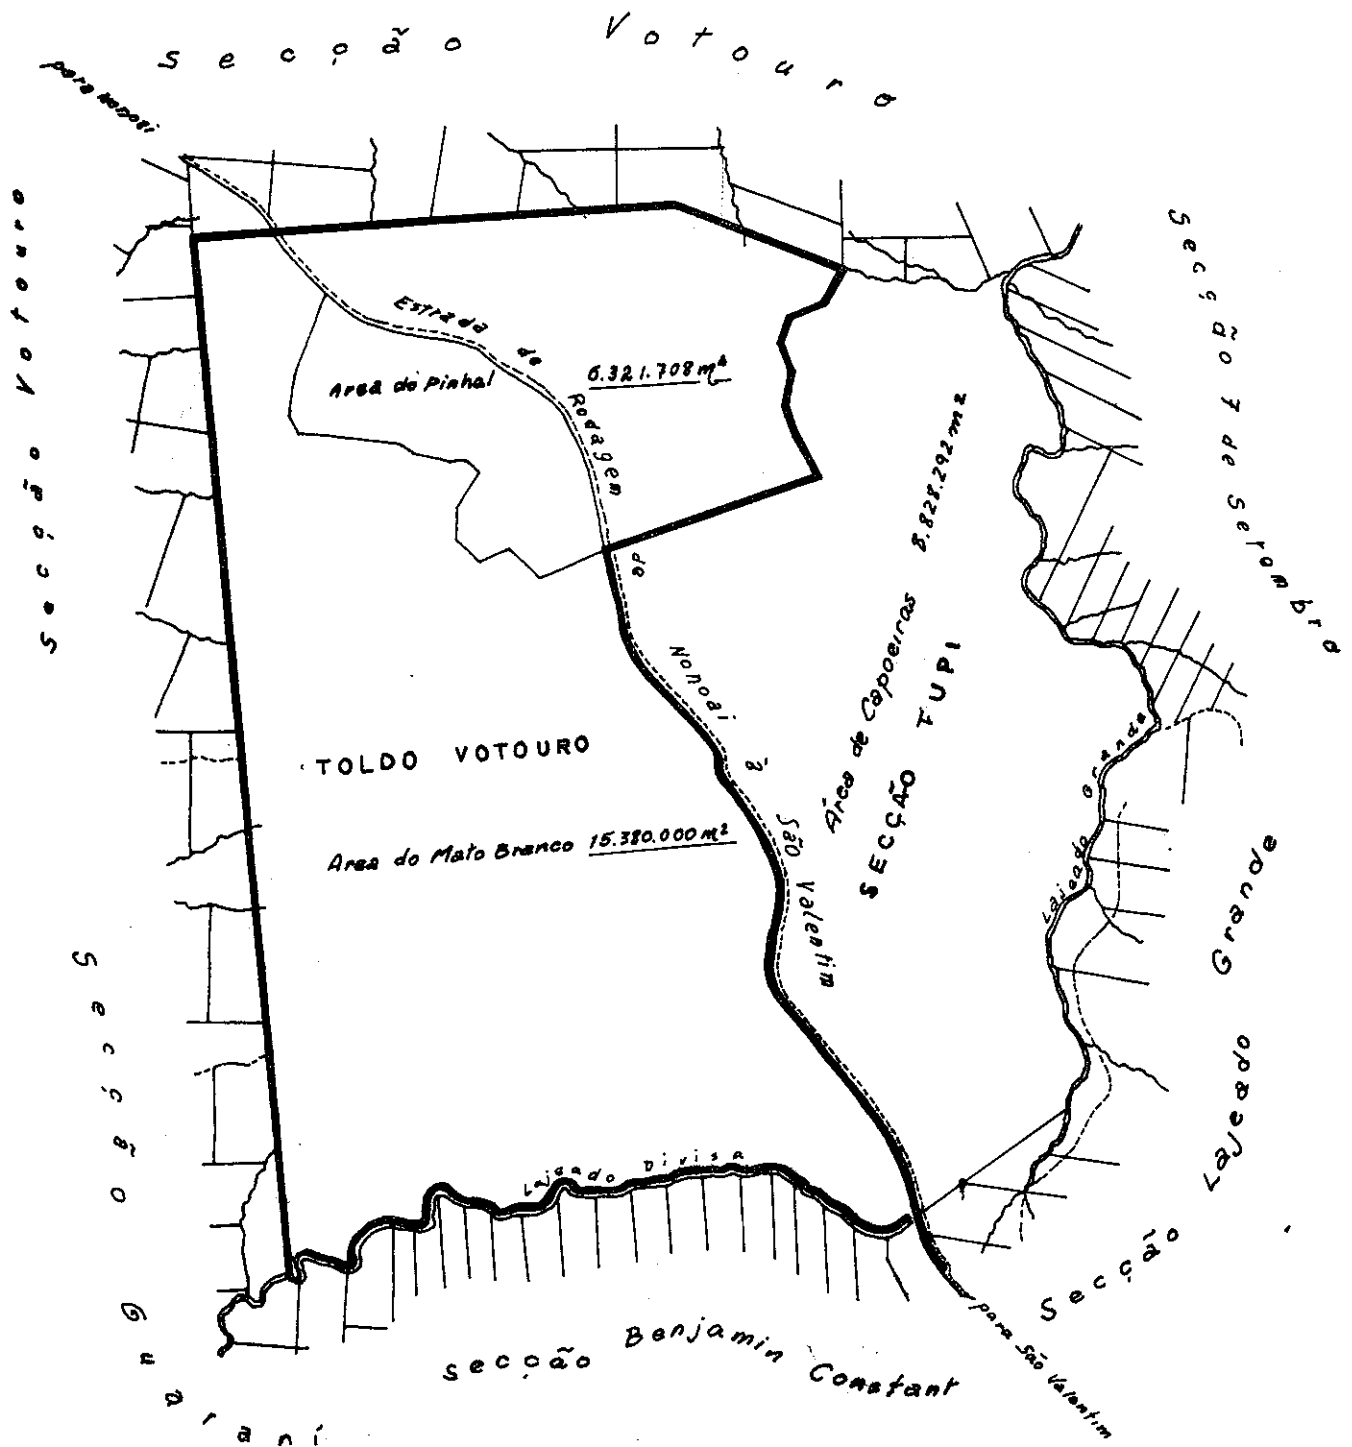 Secção Votouro
para Nonoai
Secção Votouro
Secção 7 de Setembro
Estrada de Rodagem de Nonoai à São Valentim
Area do Pinhal 6.321.708 m²
Área de Capoeiras 8.828.292 m2
SECÇÃO TUPI
TOLDO VOTOURO
Area do Mato Branco 15.380.000 m²
Lajeado Grande
Lajeado Divisa
Secção Lajeado Grande
Secção Guaraní
secção Benjamin Constant
para São Valentim